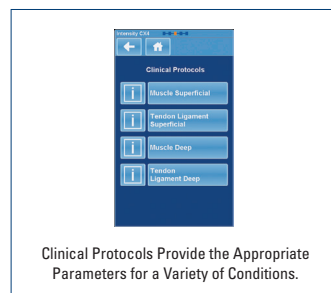 Intensity CX4
Clinical Protocols
i Muscle Superficial
i Tendon Ligament
Superficial
i Muscle Deep
i Tendon
Ligament Deep
Clinical Protocols Provide the Appropriate
Parameters for a Variety of Conditions.